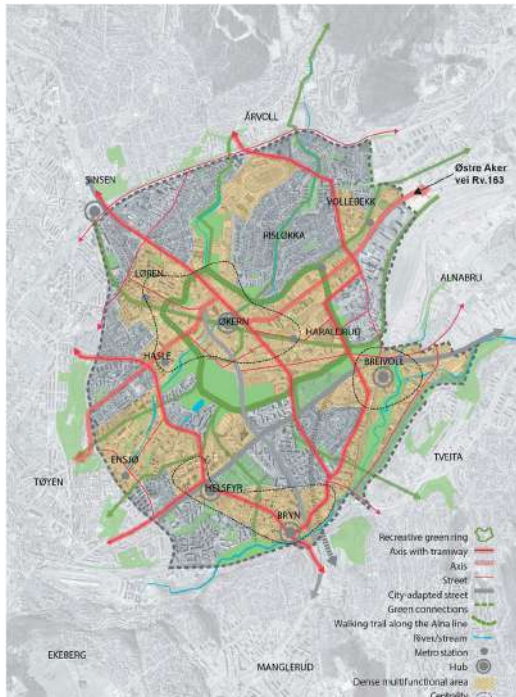 ÅRVOLL
Østre Aker
vei Rv.163
SINSEN
VOLLEBEKK
RISLØKKA
ALNABRU
LØREN
ØKERN
HARALDRUD
HASLE
BREIVOLL
TVEITA
ENSJØ
TØYEN
HELSFYR
BRYN
Recreative green ring
Axis with tramway
Axis
Street
City-adapted street
Green connections
Walking trail along the Alna line
River/stream
Metro station
Hub
Dense multifunctional area
Centrality
EKEBERG
MANGLERUD